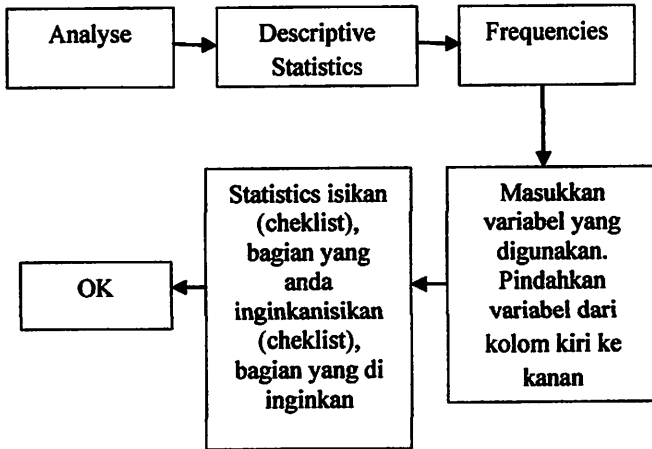 Analyse
Descriptive
Statistics
Frequencies
Masukkan
variabel yang
digunakan.
Pindahkan
variabel dari
kolom kiri ke
kanan
Statistics isikan
(cheklist),
bagian yang
anda
inginkanisikan
(cheklist),
bagian yang di
inginkan
OK